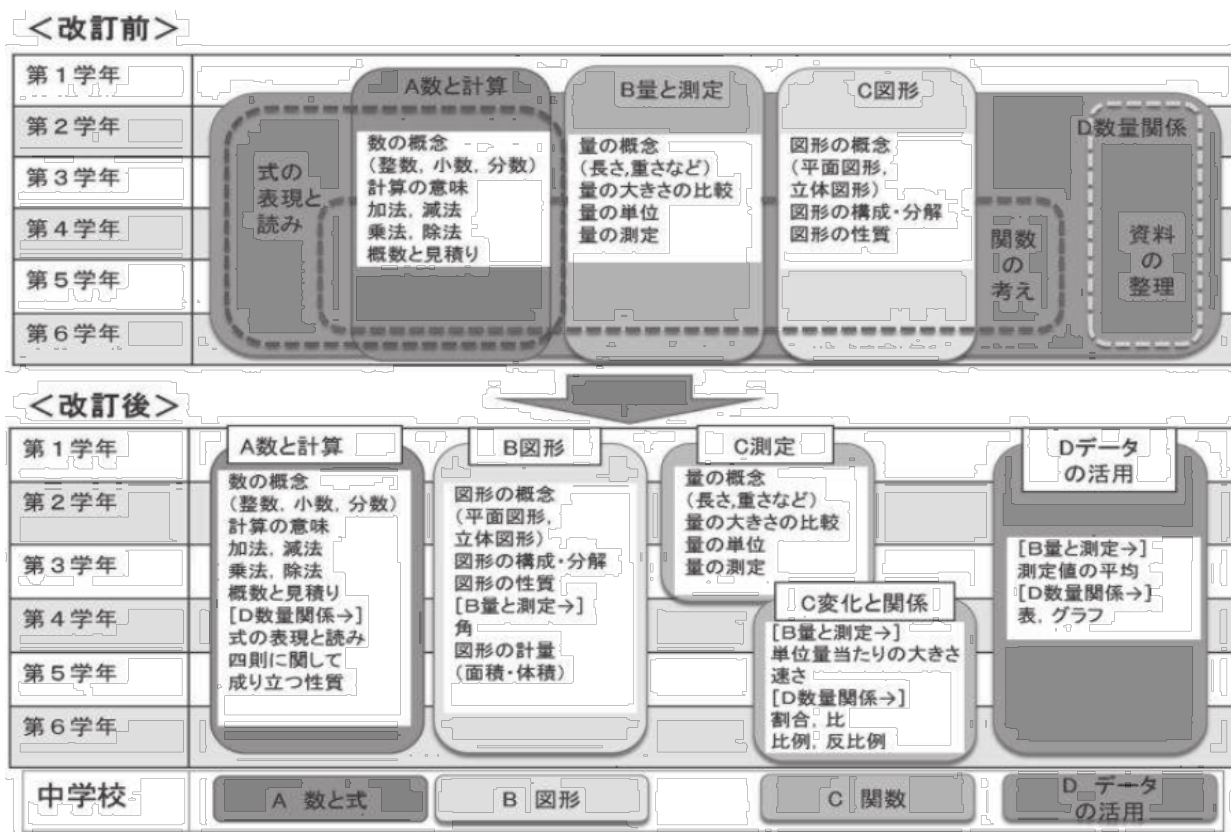 ＜改訂前＞
第1学年
第2学年
第3学年
第4学年
第5学年
第6学年
式の
表現と
読み
A数と計算
数の概念
(整数, 小数, 分数)
計算の意味
加法, 減法
乗法, 除法
概数と見積り
B量と測定
量の概念
(長さ,重さなど)
量の大きさの比較
量の単位
量の測定
C図形
図形の概念
(平面図形,
立体図形)
図形の構成・分解
図形の性質
関数
の
考え
D数量関係
資料
の
整理
＜改訂後＞
第1学年
第2学年
第3学年
第4学年
第5学年
第6学年
A数と計算
数の概念
(整数, 小数, 分数)
計算の意味
加法, 減法
乗法, 除法
概数と見積り
[D数量関係→]
式の表現と読み
四則に関して
成り立つ性質
B図形
図形の概念
(平面図形,
立体図形)
図形の構成・分解
図形の性質
[B量と測定→]
角
図形の計量
(面積・体積)
C測定
量の概念
(長さ,重さなど)
量の大きさの比較
量の単位
量の測定
C変化と関係
[B量と測定→]
単位量当たりの大きさ
速さ
[D数量関係→]
割合, 比
比例, 反比例
Dデータ
の活用
[B量と測定→]
測定値の平均
[D数量関係→]
表, グラフ
中学校
A 数と式
B 図形
C 関数
D データ
の活用